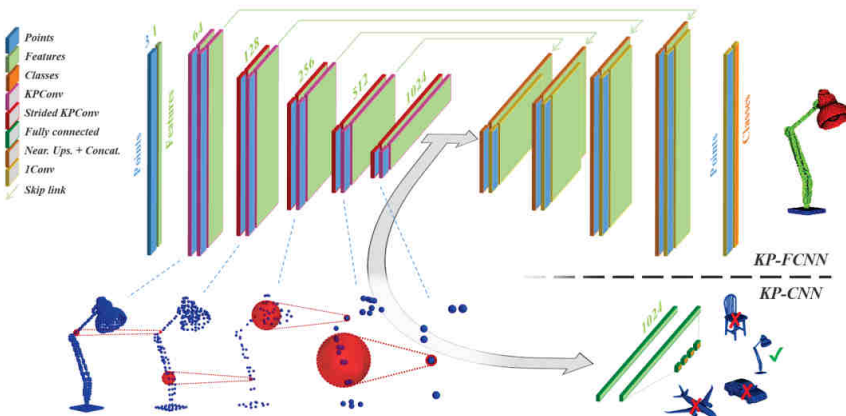 Points
Features
Classes
KPConv
Strided KPConv
Fully connected
Near. Ups. + Concat.
1Conv
Skip link
3 1
64
128
256
512
1024
Points
Features
Points
Classes
KP-FCNN
KP-CNN
1024